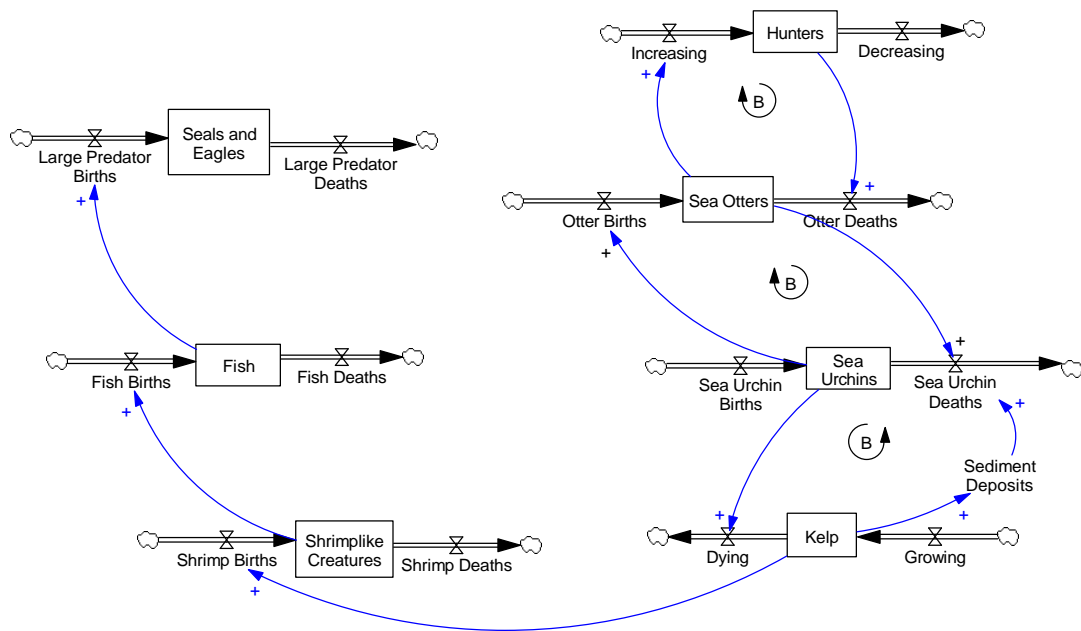 Hunters
Increasing
Decreasing
+
B
Seals and
Eagles
Large Predator
Births
Large Predator
Deaths
+
+
Sea Otters
Otter Births
Otter Deaths
+
B
Fish
Fish Births
Fish Deaths
+
Sea
Urchins
+
Sea Urchin
Births
Sea Urchin
Deaths
+
B
Sediment
Deposits
Shrimplike
Creatures
Shrimp Births
Shrimp Deaths
+
+
Kelp
+
Dying
Growing